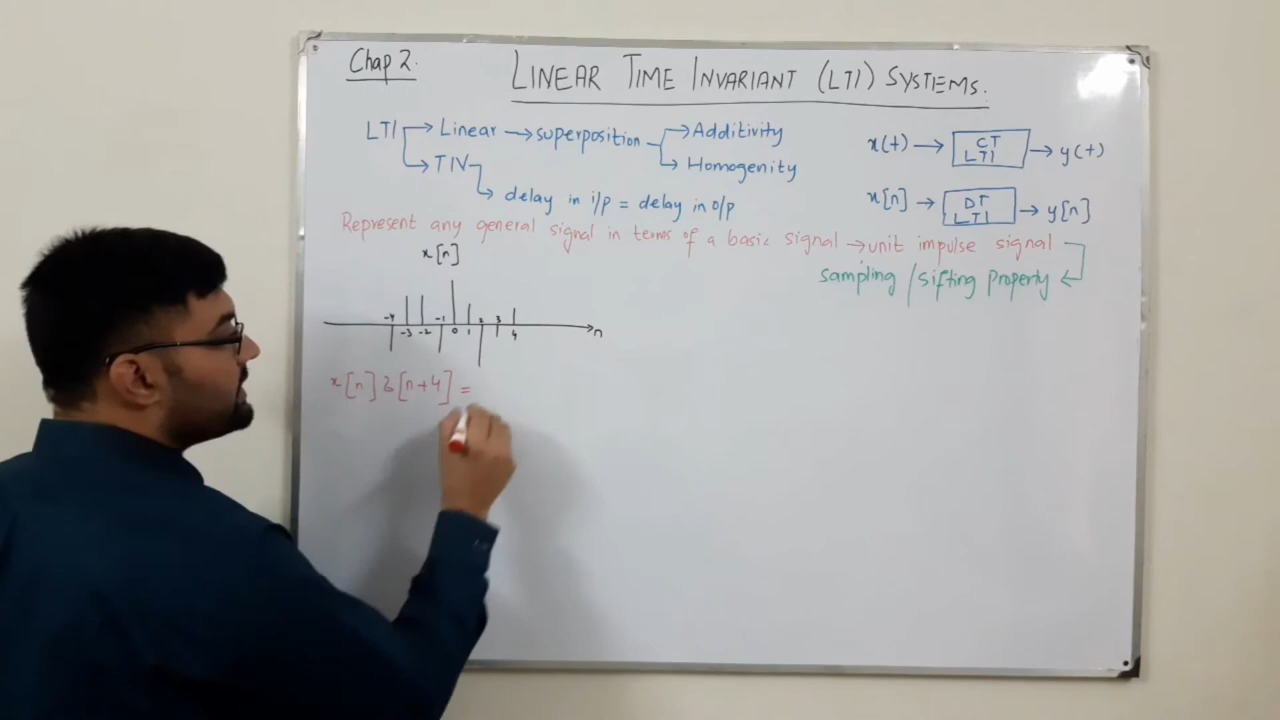 Chap 2.
LINEAR TIME INVARIANT (LTI) SYSTEMS.
LTI → Linear → superposition → Additivity
→ Homogenity
→ TIV
→ delay in i/p = delay in o/p
x(t) → CT LTI → y(t)
x[n] → DT LTI → y[n]
Represent any general signal in terms of a basic signal → unit impulse signal
sampling / sifting property
x[n]
-4 -3 -2 -1 0 1 2 3 4 n
x[n] δ[n+4] =